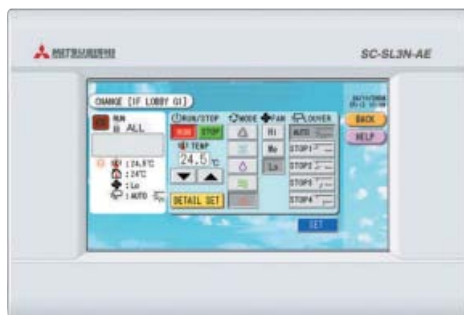 MITSUBISHI
SC-SL3N-AE
CHANGE [1F LOBBY G1]
RUN
ALL
RUN/STOP
MODE
FAN
LOUVER
BACK
HELP
RUN
STOP
Hi
AUTO
TEMP
Me
STOP1
24.5 ℃
Lo
STOP2
: 24.5℃
: 24℃
: Lo
STOP3
: AUTO
DETAIL SET
STOP4
SET